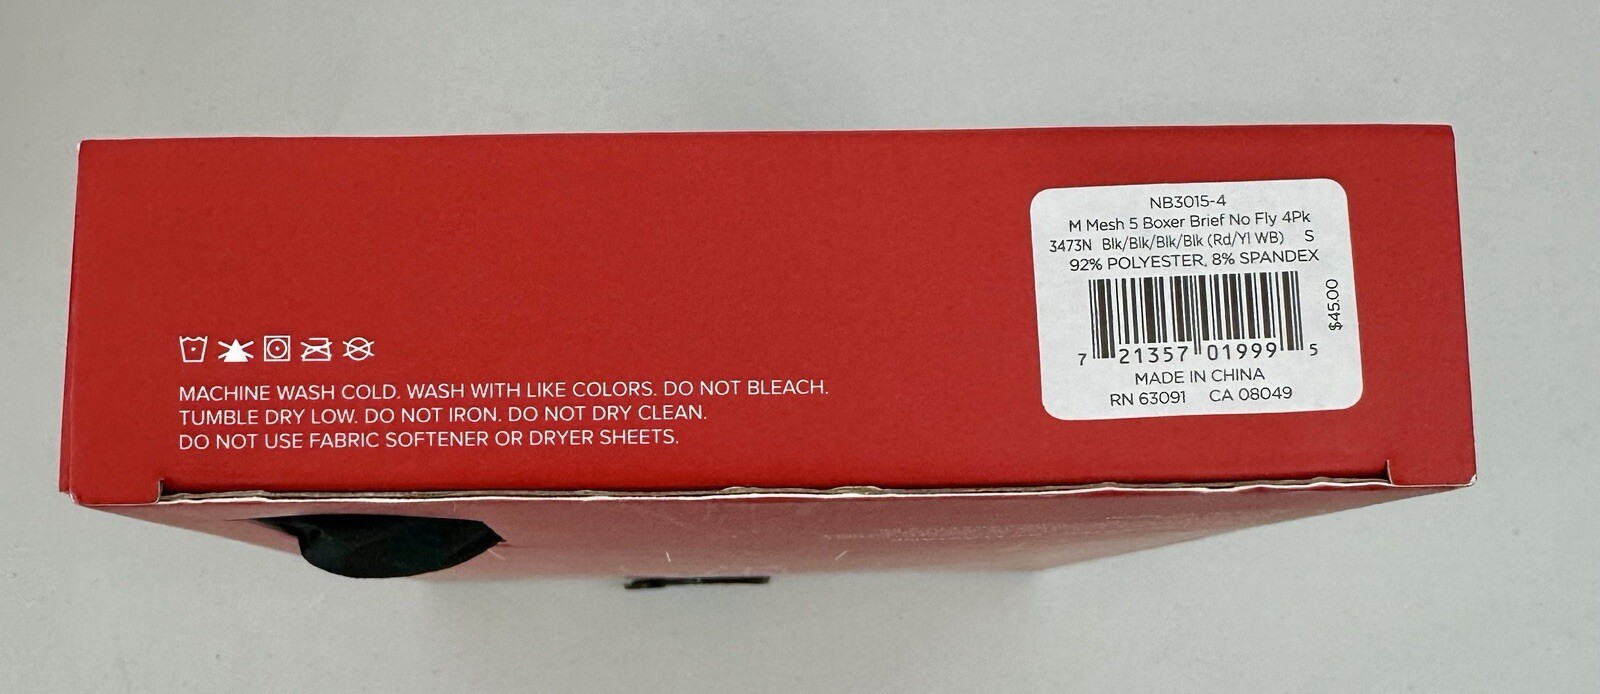 NB3015-4
M Mesh 5 Boxer Brief No Fly 4Pk
3473N Blk/Blk/Blk/Blk (Rd/Yl WB) S
92% POLYESTER, 8% SPANDEX
$45.00
7 21357 01999 5
MADE IN CHINA
RN 63091 CA 08049
MACHINE WASH COLD. WASH WITH LIKE COLORS. DO NOT BLEACH.
TUMBLE DRY LOW. DO NOT IRON. DO NOT DRY CLEAN.
DO NOT USE FABRIC SOFTENER OR DRYER SHEETS.